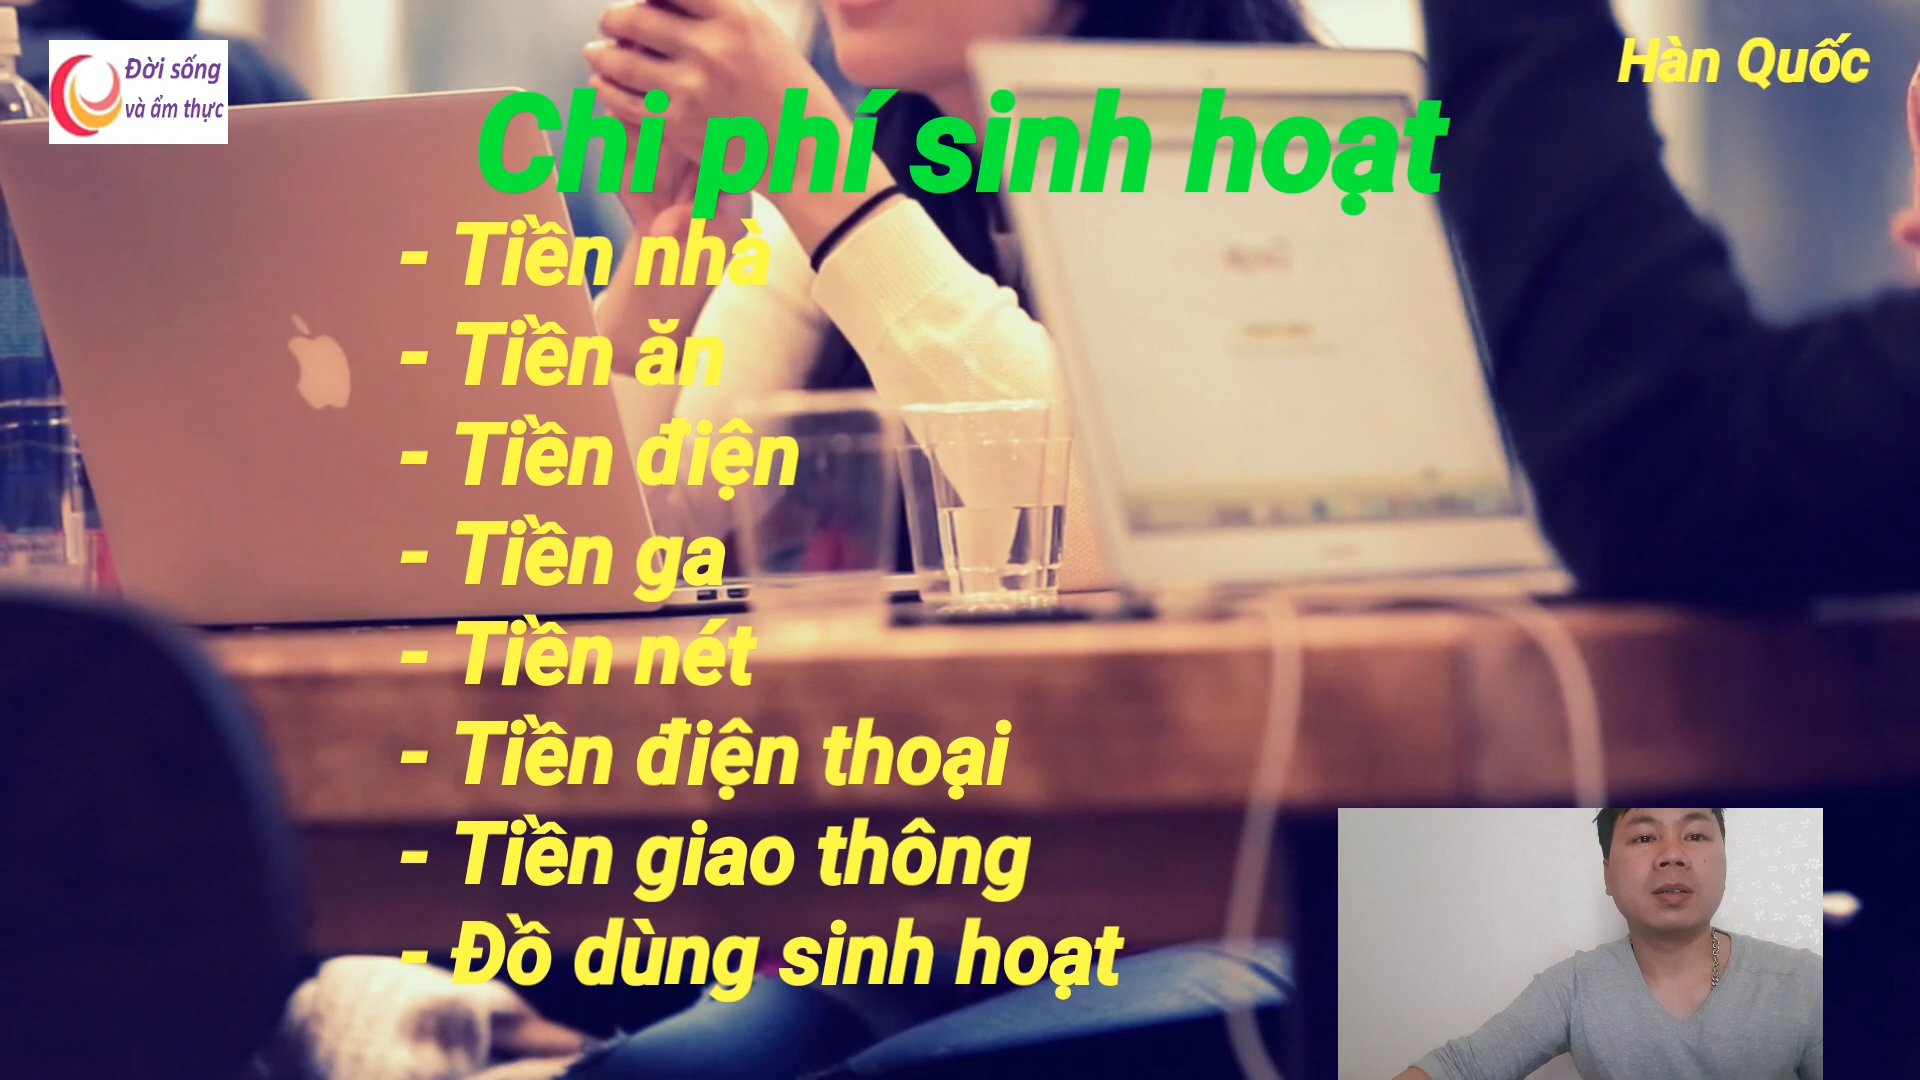 Đời sống
và ẩm thực
Hàn Quốc
Chi phí sinh hoạt
- Tiền nhà
- Tiền ăn
- Tiền điện
- Tiền ga
- Tiền nét
- Tiền điện thoại
- Tiền giao thông
- Đồ dùng sinh hoạt